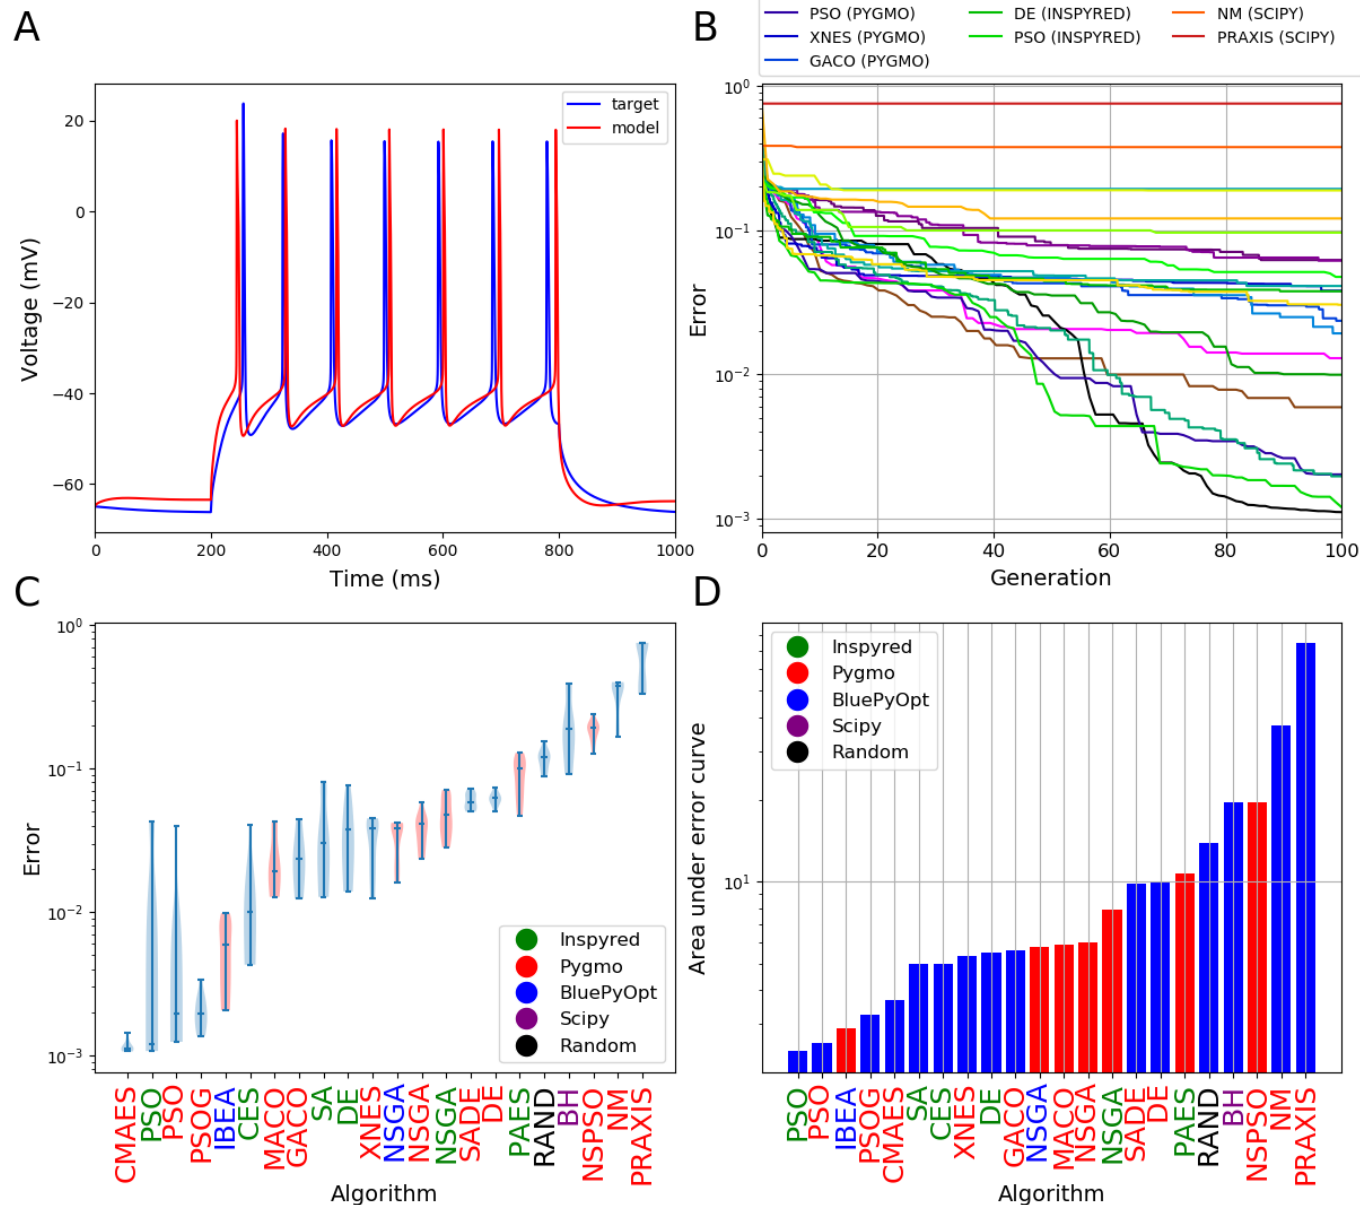 A
B
PSO (PYGMO)
XNES (PYGMO)
GACO (PYGMO)
DE (INSPYRED)
PSO (INSPYRED)
NM (SCIPY)
PRAXIS (SCIPY)
target
model
20
0
−20
−40
−60
Voltage (mV)
0
200
400
600
800
1000
Time (ms)
10⁰
10⁻¹
10⁻²
10⁻³
Error
0
20
40
60
80
100
Generation
C
D
10⁰
10⁻¹
10⁻²
10⁻³
Error
Inspyred
Pygmo
BluePyOpt
Scipy
Random
CMAES
PSO
PSO
PSOG
IBEA
CES
MACO
GACO
SA
DE
XNES
NSGA
NSGA
NSGA
SADE
DE
PAES
RAND
BH
NSPSO
NM
PRAXIS
Algorithm
Inspyred
Pygmo
BluePyOpt
Scipy
Random
10¹
Area under error curve
PSO
PSO
IBEA
PSOG
CMAES
SA
CES
XNES
DE
GACO
NSGA
MACO
NSGA
NSGA
SADE
DE
PAES
RAND
BH
NSPSO
NM
PRAXIS
Algorithm